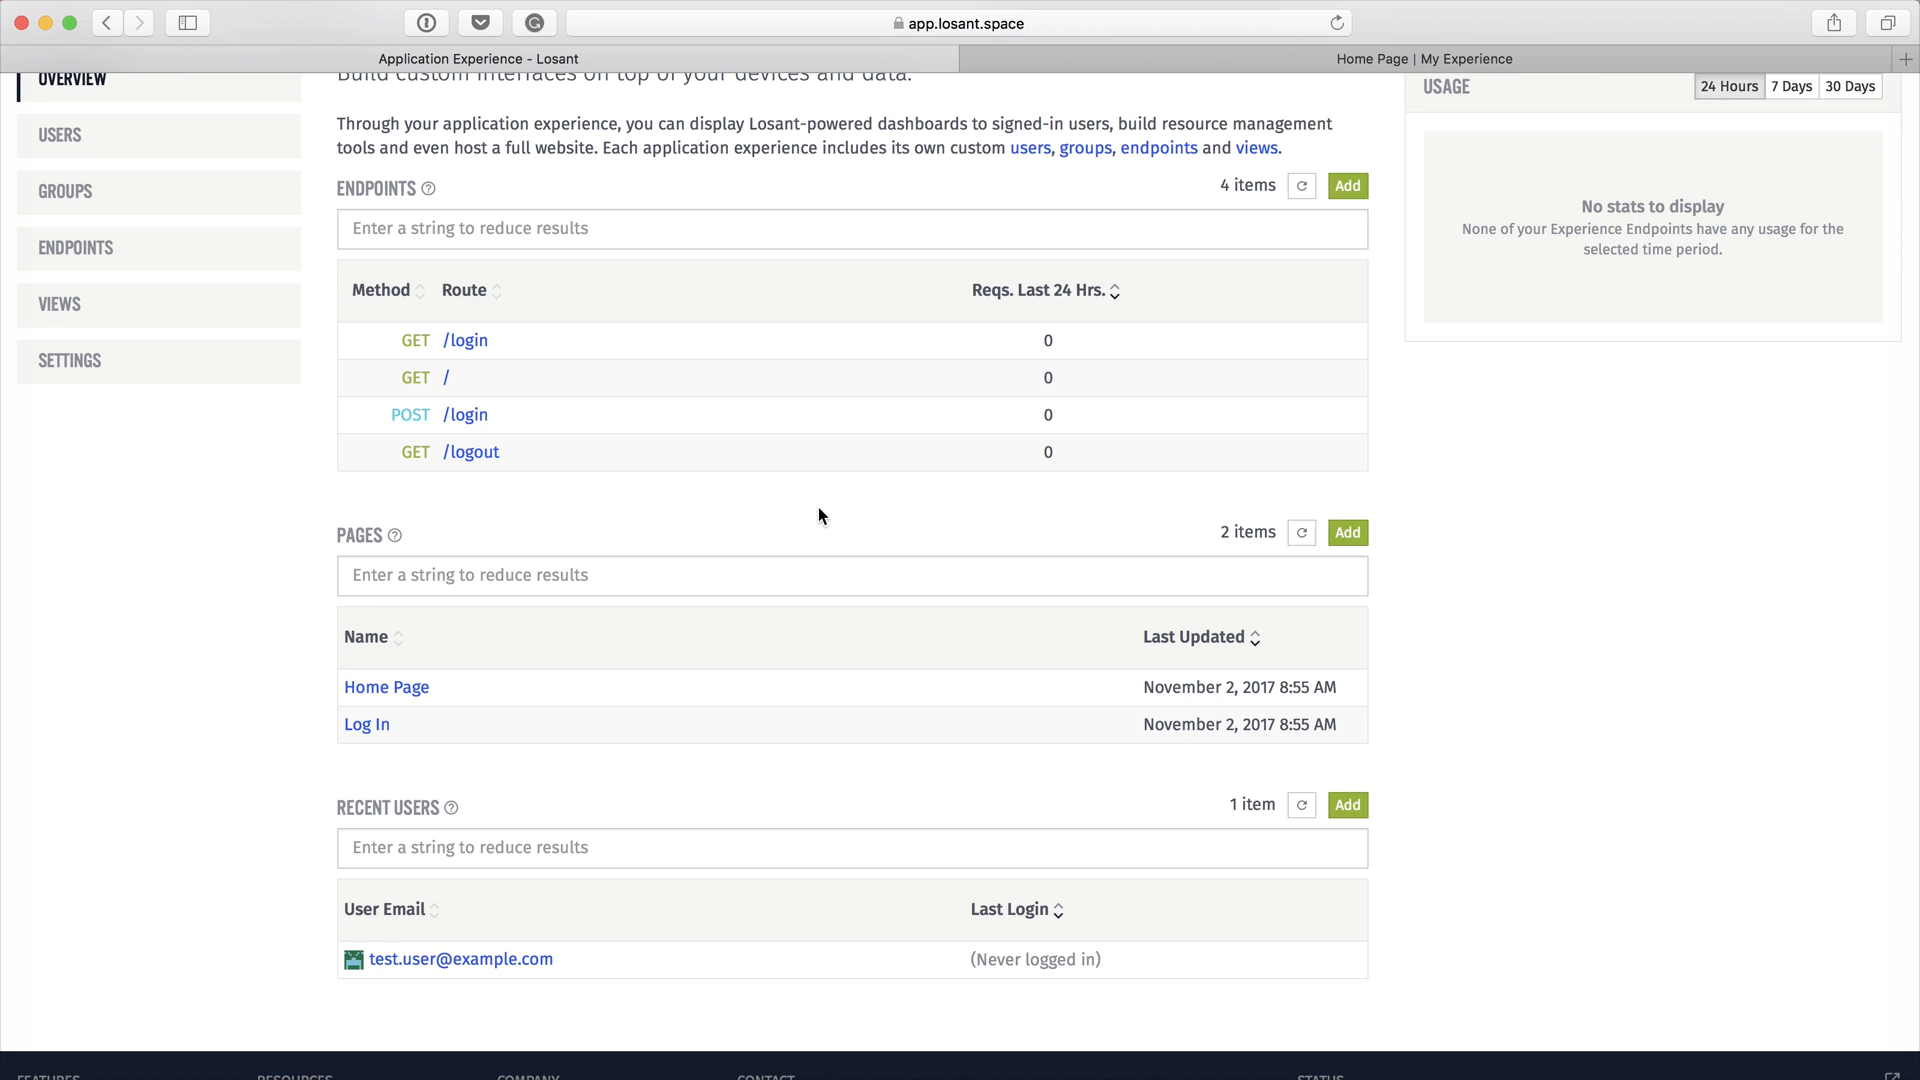 app.losant.space
Application Experience - Losant
Home Page | My Experience
OVERVIEW
USERS
GROUPS
ENDPOINTS
VIEWS
SETTINGS
Build custom interfaces on top of your devices and data.
Through your application experience, you can display Losant-powered dashboards to signed-in users, build resource management
tools and even host a full website. Each application experience includes its own custom users, groups, endpoints and views.
ENDPOINTS
4 items
Add
Enter a string to reduce results
Method Route Reqs. Last 24 Hrs.
GET /login 0
GET / 0
POST /login 0
GET /logout 0
PAGES
2 items
Add
Enter a string to reduce results
Name Last Updated
Home Page November 2, 2017 8:55 AM
Log In November 2, 2017 8:55 AM
RECENT USERS
1 item
Add
Enter a string to reduce results
User Email Last Login
test.user@example.com (Never logged in)
USAGE
24 Hours 7 Days 30 Days
No stats to display
None of your Experience Endpoints have any usage for the
selected time period.
FEATURES RESOURCES COMPANY CONTACT STATUS